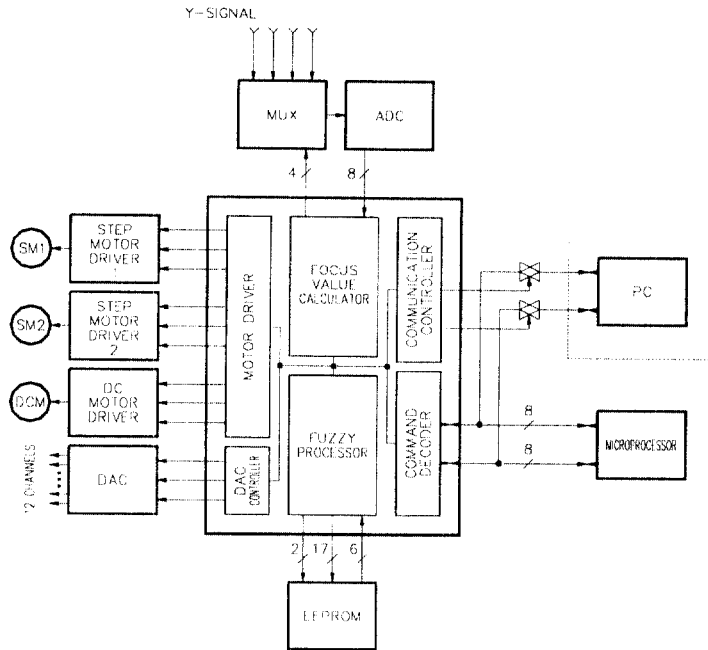 Y-SIGNAL
MUX
ADC
4
8
SM1
STEP
MOTOR
DRIVER
1
SM2
STEP
MOTOR
DRIVER
2
DCM
DC
MOTOR
DRIVER
12 CHANNELS
DAC
MOTOR DRIVER
DAC
CONTROLLER
FOCUS
VALUE
CALCULATOR
FUZZY
PROCESSOR
COMMUNICATION
CONTROLLER
COMMAND
DECODER
PC
8
8
MICROPROCESSOR
2
17
6
EEPROM